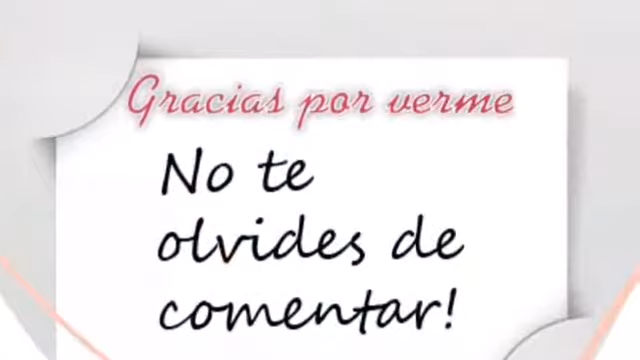 Gracias por verme
No te
olvides de
comentar!